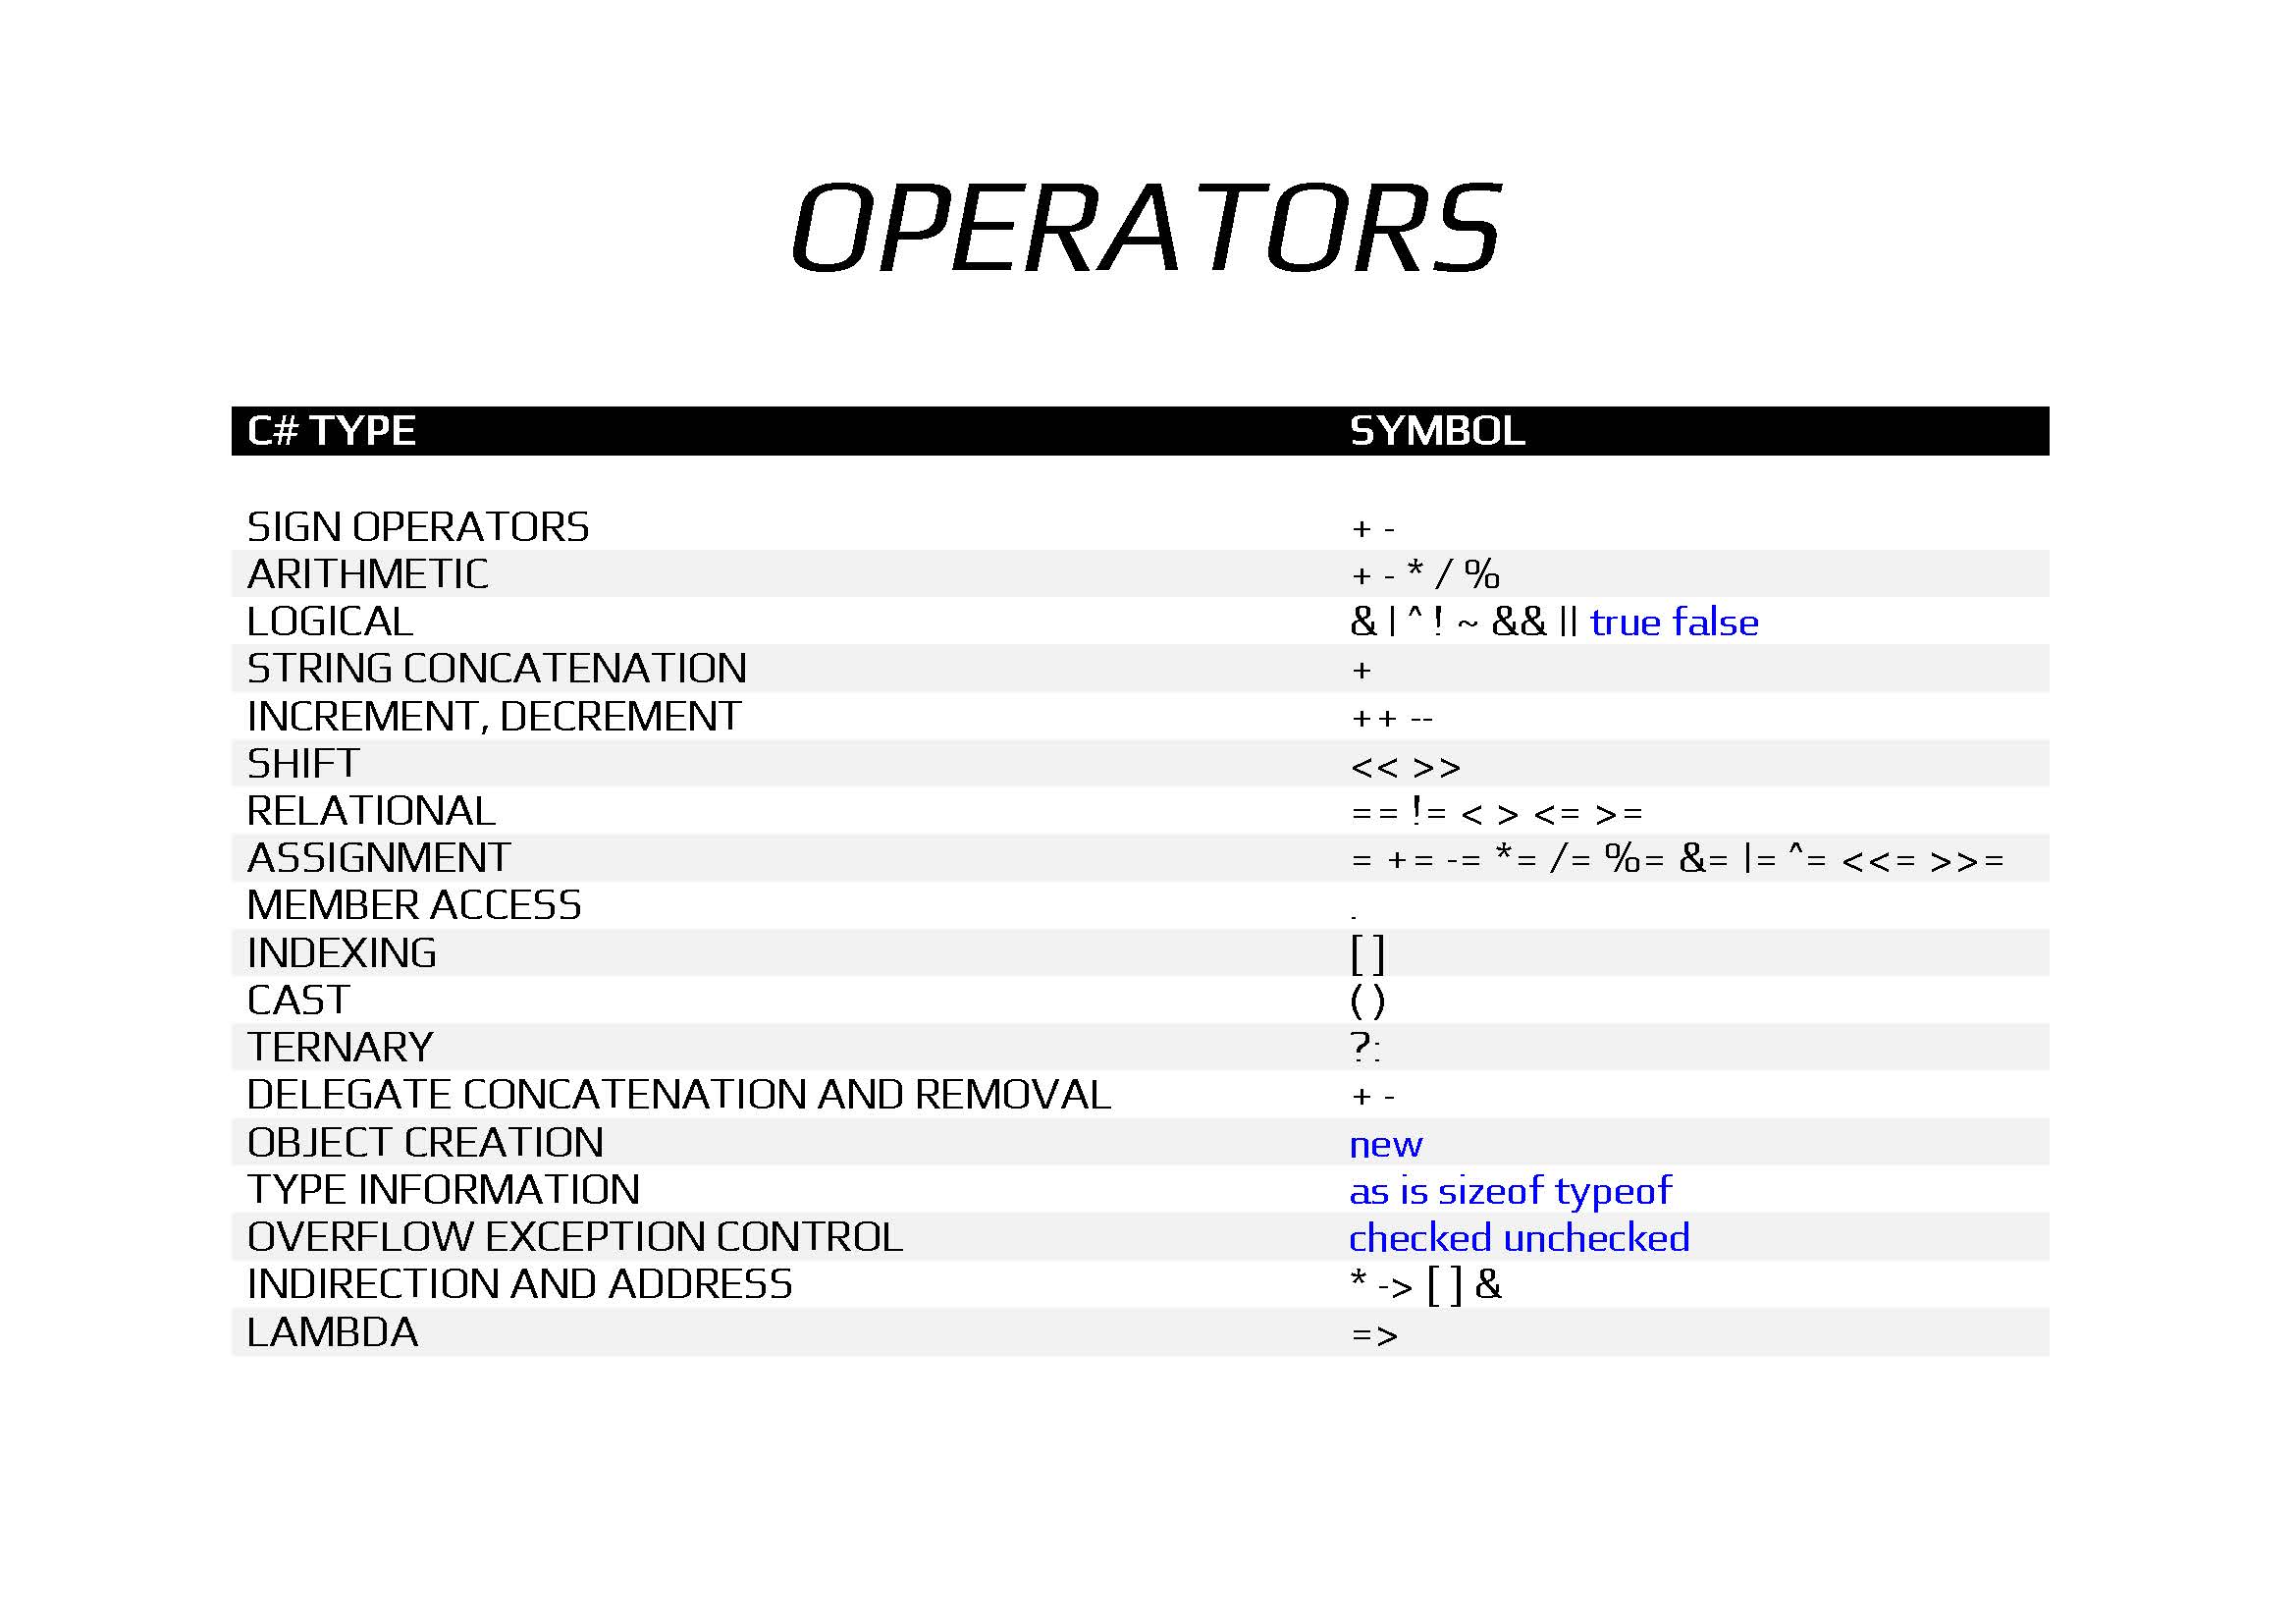 OPERATORS
C# TYPE SYMBOL
SIGN OPERATORS + -
ARITHMETIC + - * / %
LOGICAL & | ^ ! ~ && || true false
STRING CONCATENATION +
INCREMENT, DECREMENT ++ --
SHIFT << >>
RELATIONAL == != < > <= >=
ASSIGNMENT = += -= *= /= %= &= |= ^= <<= >>=
MEMBER ACCESS .
INDEXING [ ]
CAST ( )
TERNARY ?:
DELEGATE CONCATENATION AND REMOVAL + -
OBJECT CREATION new
TYPE INFORMATION as is sizeof typeof
OVERFLOW EXCEPTION CONTROL checked unchecked
INDIRECTION AND ADDRESS * -> [ ] &
LAMBDA =>